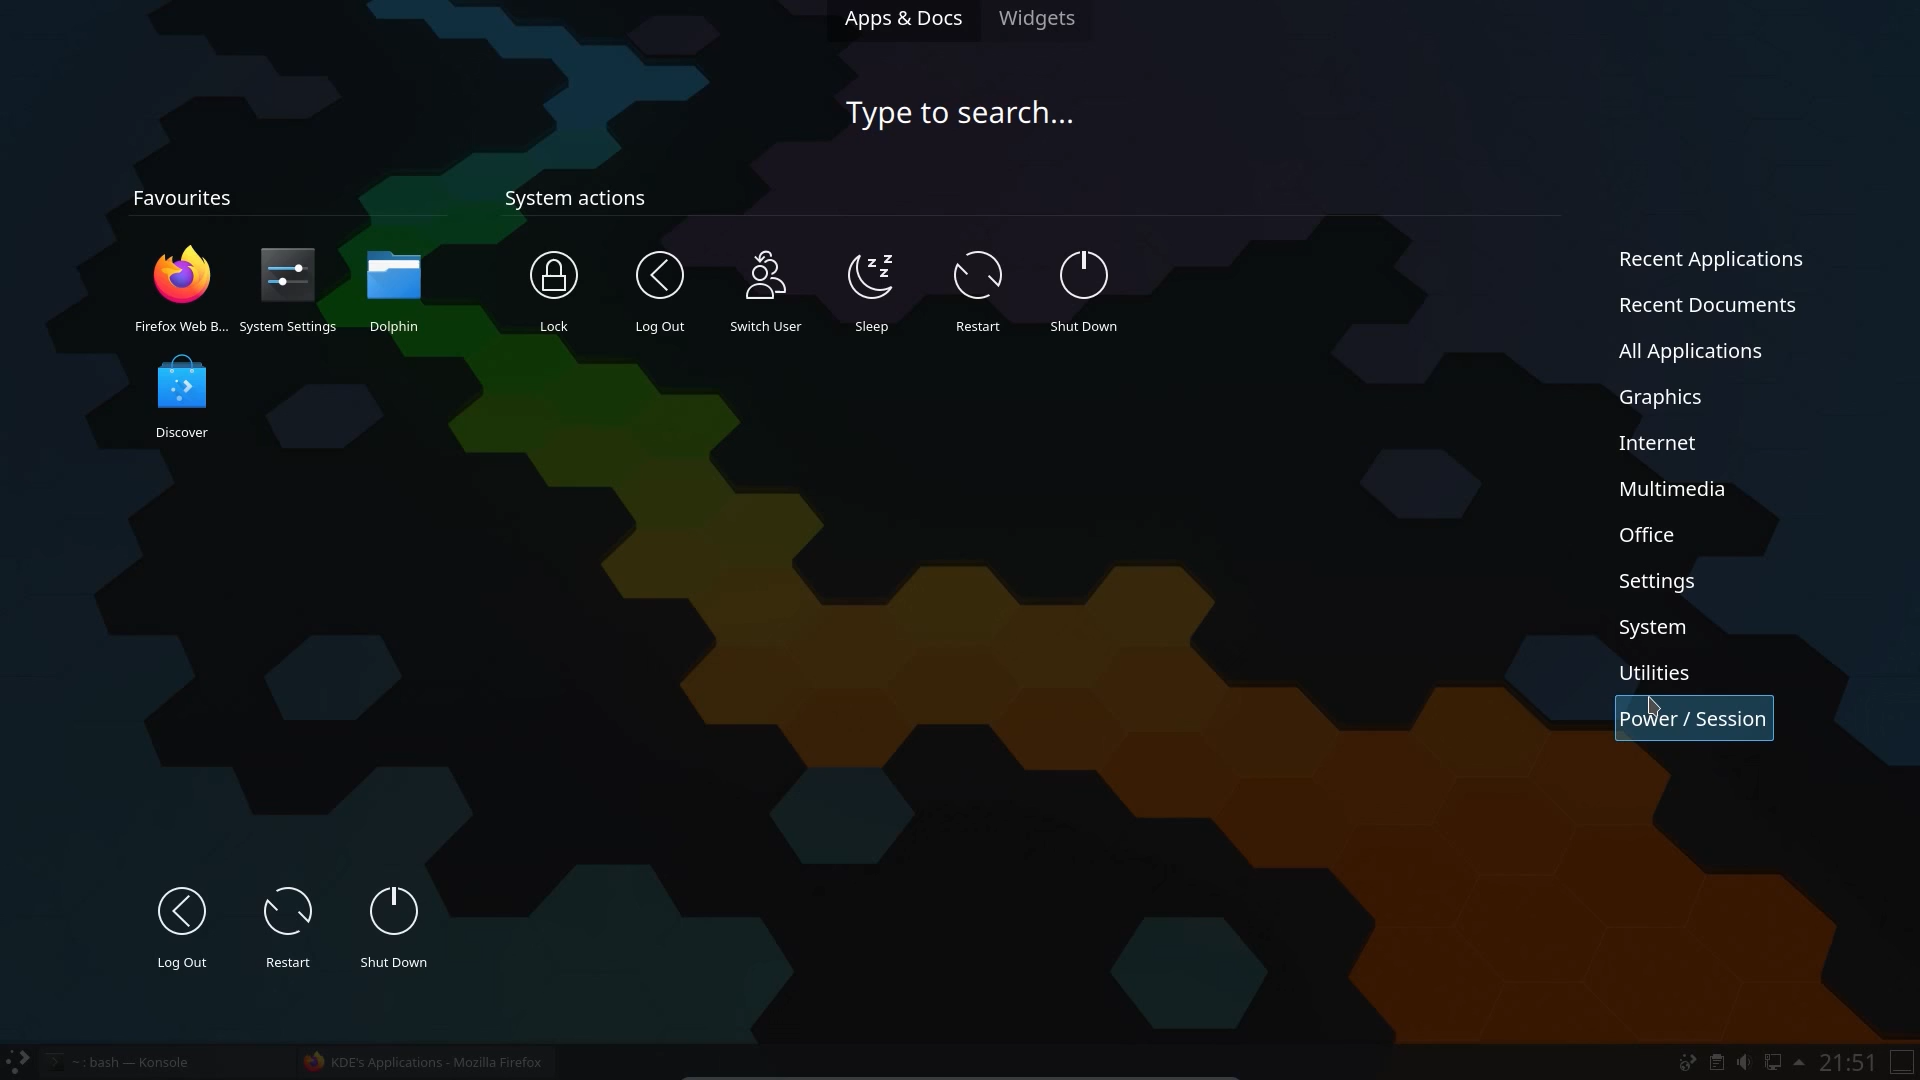 Apps & Docs
Widgets
Type to search...
Favourites
System actions
Firefox Web B...
System Settings
Dolphin
Discover
Lock
Log Out
Switch User
Sleep
Restart
Shut Down
Recent Applications
Recent Documents
All Applications
Graphics
Internet
Multimedia
Office
Settings
System
Utilities
Power / Session
Log Out
Restart
Shut Down
~ : bash — Konsole
KDE's Applications - Mozilla Firefox
21:51